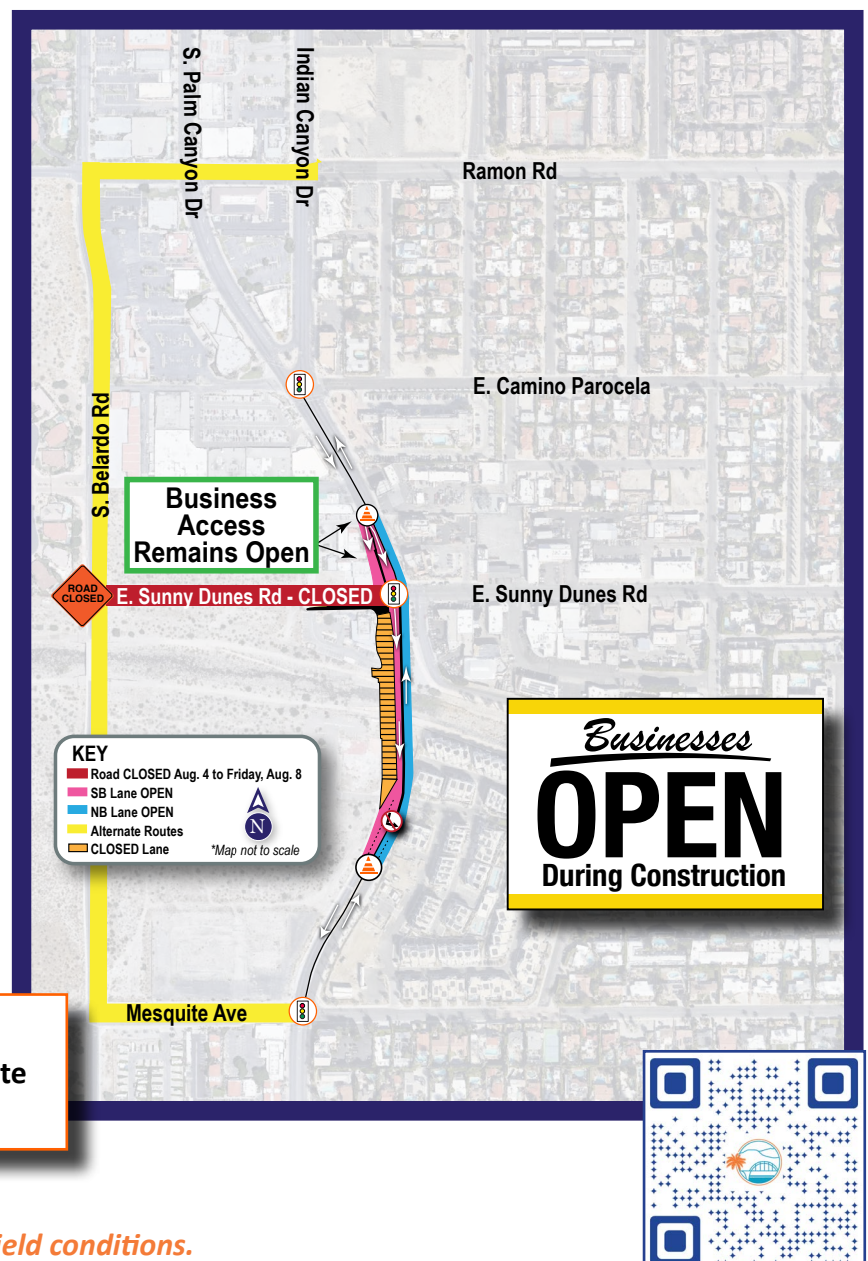 S. Palm Canyon Dr
Indian Canyon Dr
Ramon Rd
E. Camino Parocela
S. Belardo Rd
Business
Access
Remains Open
ROAD
CLOSED
E. Sunny Dunes Rd - CLOSED
E. Sunny Dunes Rd
KEY
Road CLOSED Aug. 4 to Friday, Aug. 8
SB Lane OPEN
NB Lane OPEN
Alternate Routes
CLOSED Lane
N
*Map not to scale
Businesses
OPEN
During Construction
Mesquite Ave
te
ield conditions.